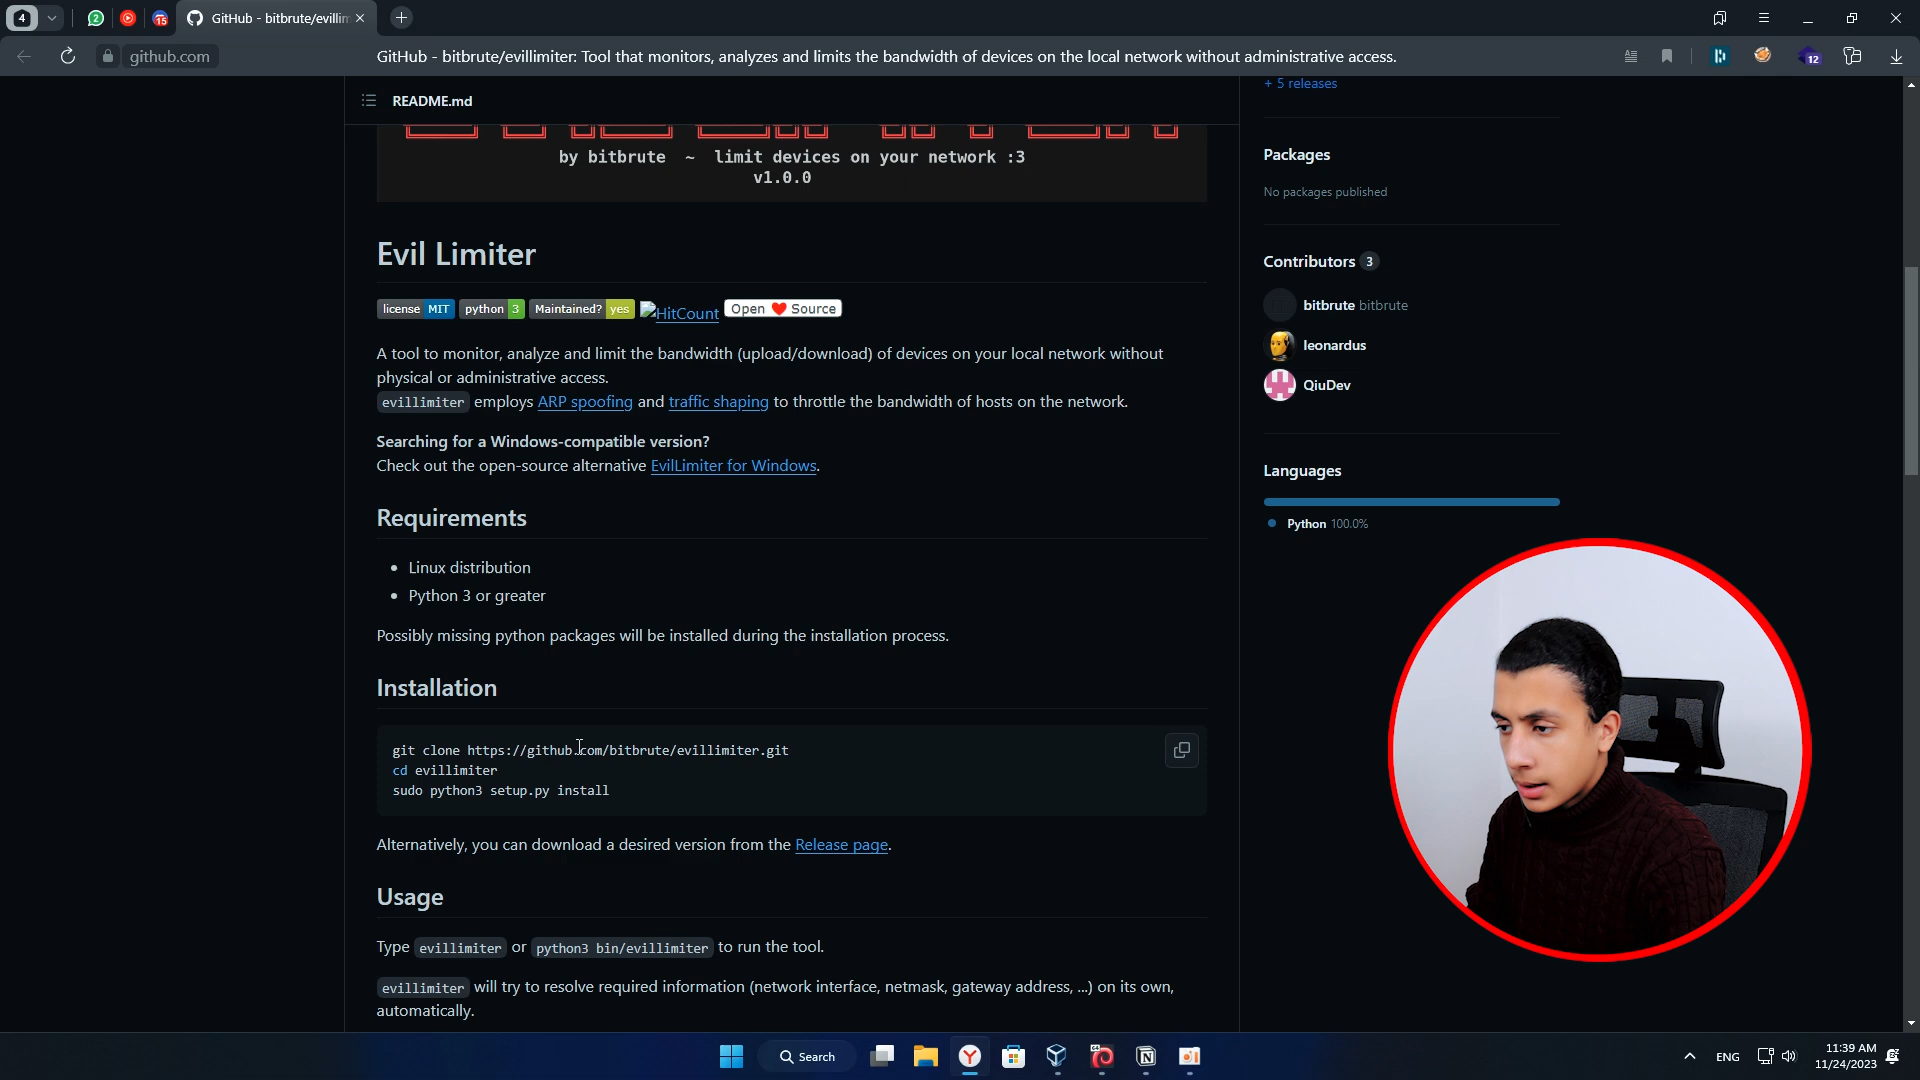 4
2
15
GitHub - bitbrute/evillim
github.com
GitHub - bitbrute/evillimiter: Tool that monitors, analyzes and limits the bandwidth of devices on the local network without administrative access.
12
README.md
by bitbrute ~ limit devices on your network :3
v1.0.0
Evil Limiter
license MIT python 3 Maintained? yes HitCount Open Source
A tool to monitor, analyze and limit the bandwidth (upload/download) of devices on your local network without
physical or administrative access.
evillimiter employs ARP spoofing and traffic shaping to throttle the bandwidth of hosts on the network.
Searching for a Windows-compatible version?
Check out the open-source alternative EvilLimiter for Windows.
Requirements
Linux distribution
Python 3 or greater
Possibly missing python packages will be installed during the installation process.
Installation
git clone https://github.com/bitbrute/evillimiter.git
cd evillimiter
sudo python3 setup.py install
Alternatively, you can download a desired version from the Release page.
Usage
Type evillimiter or python3 bin/evillimiter to run the tool.
evillimiter will try to resolve required information (network interface, netmask, gateway address, ...) on its own,
automatically.
+ 5 releases
Packages
No packages published
Contributors 3
bitbrute bitbrute
leonardus
QiuDev
Languages
Python 100.0%
Search
ENG
11:39 AM
11/24/2023